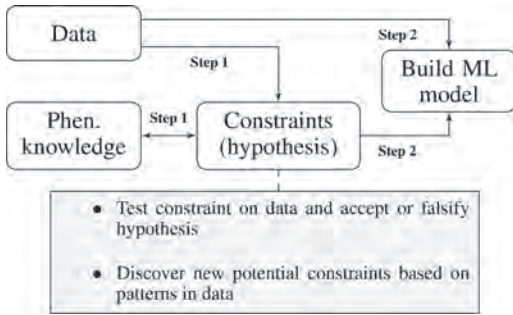 Data
Step 2
Step 1
Build ML
model
Phen.
knowledge
Step 1
Constraints
(hypothesis)
Step 2
● Test constraint on data and accept or falsify
hypothesis
● Discover new potential constraints based on
patterns in data